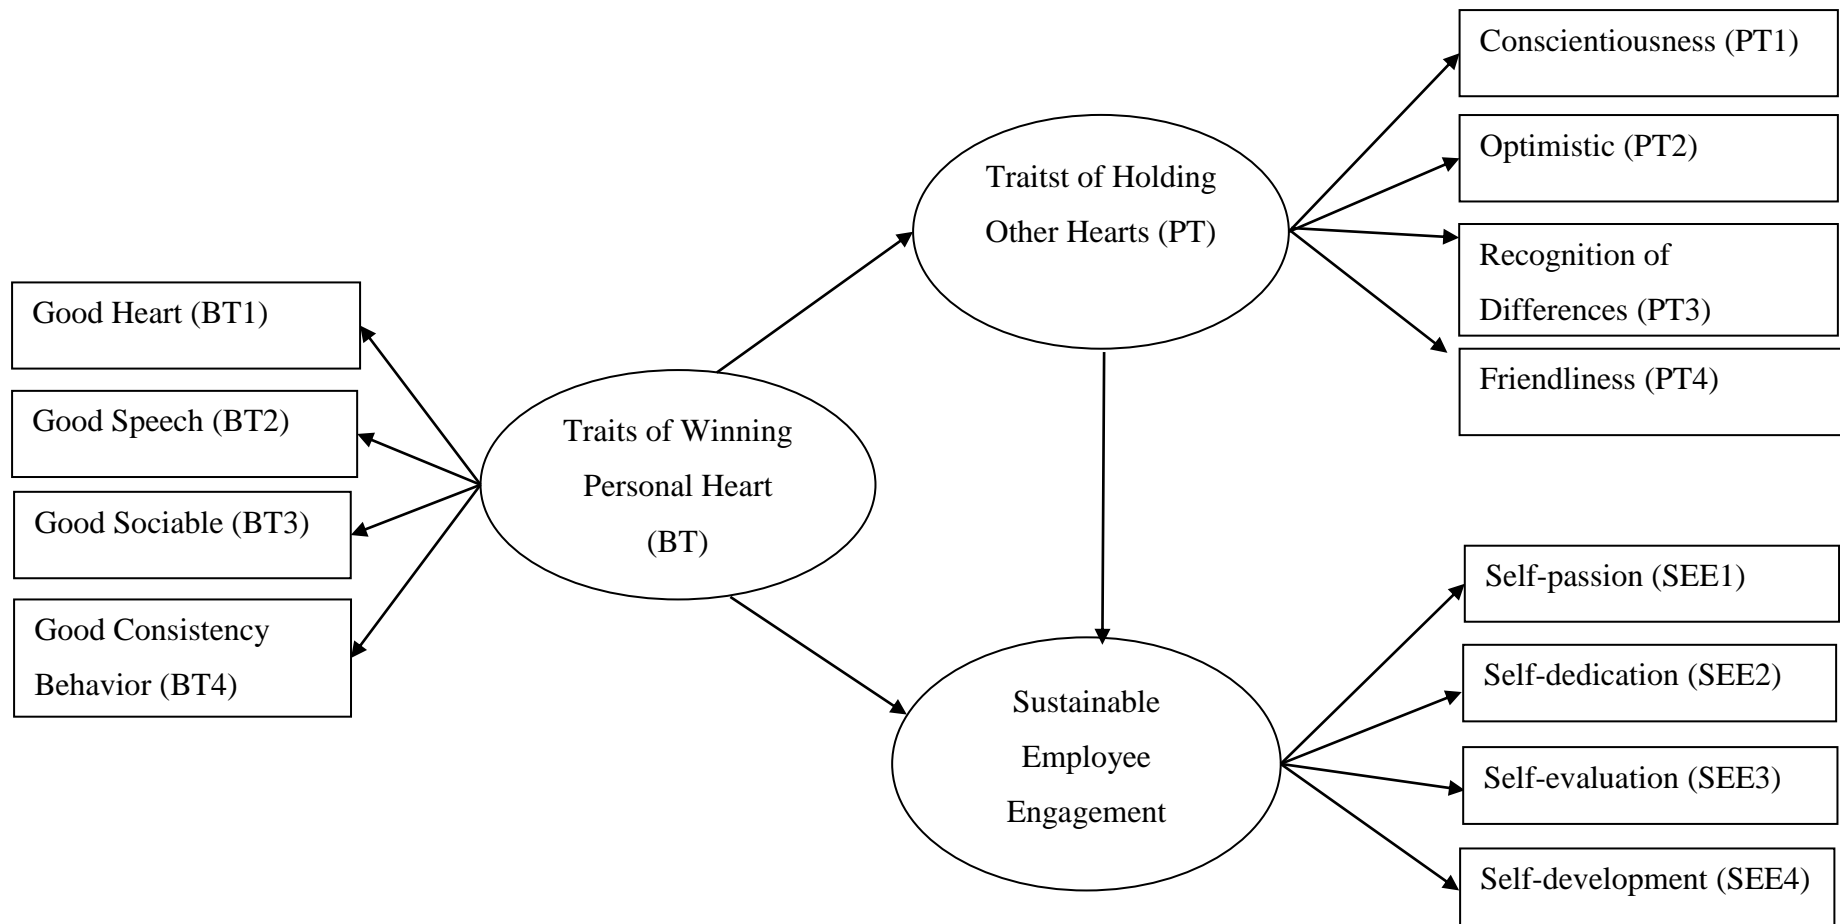 Conscientiousness (PT1)
Optimistic (PT2)
Traitst of Holding
Other Hearts (PT)
Recognition of
Differences (PT3)
Friendliness (PT4)
Good Heart (BT1)
Good Speech (BT2)
Good Sociable (BT3)
Good Consistency
Behavior (BT4)
Traits of Winning
Personal Heart
(BT)
Sustainable
Employee
Engagement
Self-passion (SEE1)
Self-dedication (SEE2)
Self-evaluation (SEE3)
Self-development (SEE4)